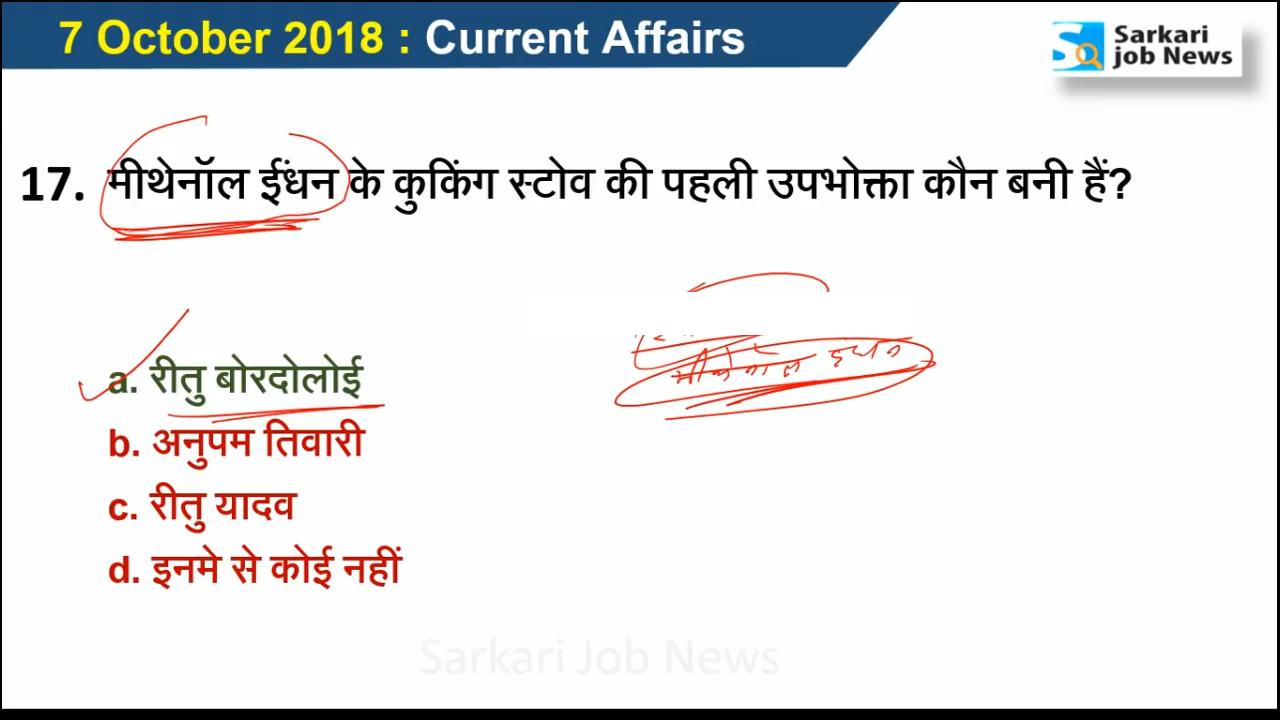 7 October 2018 : Current Affairs
Sarkari
Job News
17. मीथेनॉल ईंधन के कुकिंग स्टोव की पहली उपभोक्ता कौन बनी हैं?
a. रीतु बोरदोलोई
b. अनुपम तिवारी
c. रीतु यादव
d. इनमे से कोई नहीं
Sarkari Job News